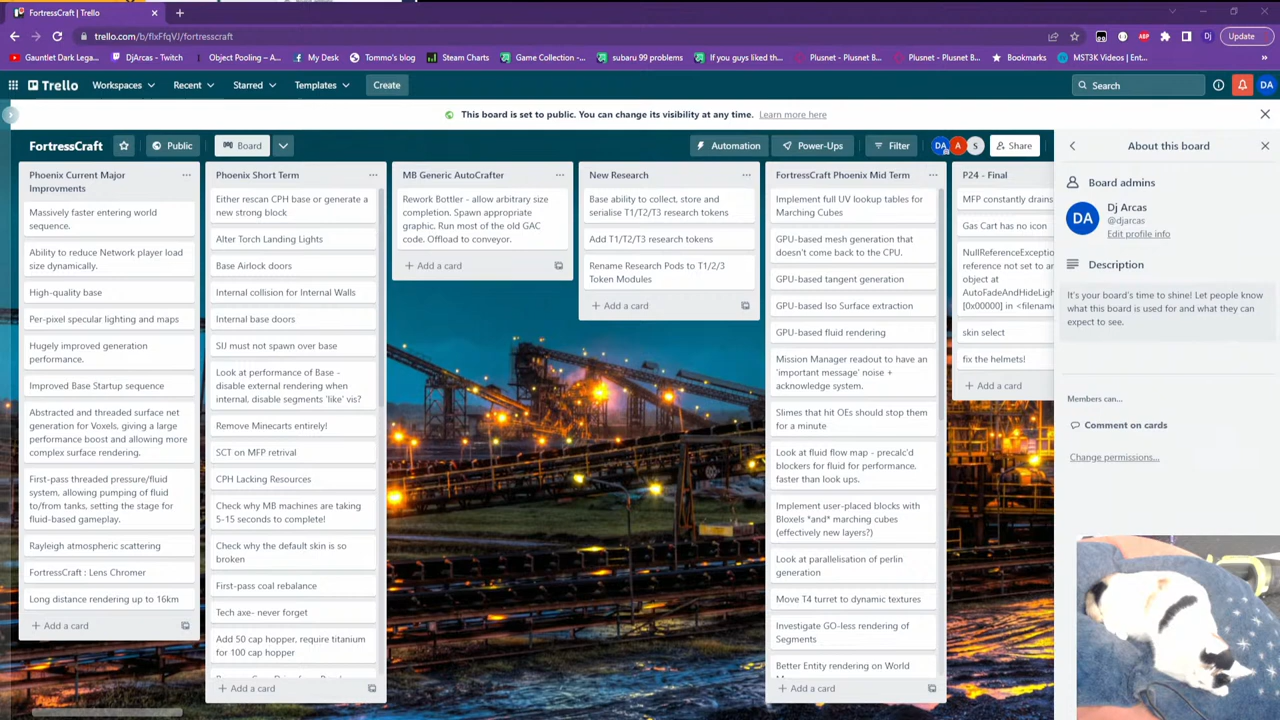 FortressCraft | Trello
trello.com/b/flxFfqVJ/fortresscraft
Update
Gauntlet Dark Lega...
DjArcas - Twitch
Object Pooling – A...
My Desk
Tommo's blog
Steam Charts
Game Collection -...
subaru 99 problems
If you guys liked th...
Plusnet - Plusnet B...
Plusnet - Plusnet B...
Bookmarks
MST3K Videos | Ent...
Trello
Workspaces
Recent
Starred
Templates
Create
Search
DA
This board is set to public. You can change its visibility at any time. Learn more here
FortressCraft
Public
Board
Automation
Power-Ups
Filter
DA A S
Share
Phoenix Current Major
Improvments
Massively faster entering world
sequence.
Ability to reduce Network player load
size dynamically.
High-quality base
Per-pixel specular lighting and maps
Hugely improved generation
performance.
Improved Base Startup sequence
Abstracted and threaded surface net
generation for Voxels, giving a large
performance boost and allowing more
complex surface rendering.
First-pass threaded pressure/fluid
system, allowing pumping of fluid
to/from tanks, setting the stage for
fluid-based gameplay.
Rayleigh atmospheric scattering
FortressCraft : Lens Chromer
Long distance rendering up to 16km
+ Add a card
Phoenix Short Term
Either rescan CPH base or generate a
new strong block
Alter Torch Landing Lights
Base Airlock doors
Internal collision for Internal Walls
Internal base doors
SIJ must not spawn over base
Look at performance of Base -
disable external rendering when
internal, disable segments 'like' vis?
Remove Minecarts entirely!
SCT on MFP retrival
CPH Lacking Resources
Check why MB machines are taking
5-15 seconds to complete!
Check why the default skin is so
broken
First-pass coal rebalance
Tech axe- never forget
Add 50 cap hopper, require titanium
for 100 cap hopper
+ Add a card
MB Generic AutoCrafter
Rework Bottler - allow arbitrary size
completion. Spawn appropriate
graphic. Run most of the old GAC
code. Offload to conveyor.
+ Add a card
New Research
Base ability to collect, store and
serialise T1/T2/T3 research tokens
Add T1/T2/T3 research tokens
Rename Research Pods to T1/2/3
Token Modules
+ Add a card
FortressCraft Phoenix Mid Term
Implement full UV lookup tables for
Marching Cubes
GPU-based mesh generation that
doesn't come back to the CPU.
GPU-based tangent generation
GPU-based Iso Surface extraction
GPU-based fluid rendering
Mission Manager readout to have an
'important message' noise +
acknowledge system.
Slimes that hit OEs should stop them
for a minute
Look at fluid flow map - precalc'd
blockers for fluid for performance.
faster than look ups.
Implement user-placed blocks with
Bloxels *and* marching cubes
(effectively new layers?)
Look at parallelisation of perlin
generation
Move T4 turret to dynamic textures
Investigate GO-less rendering of
Segments
Better Entity rendering on World
+ Add a card
P24 - Final
MFP constantly drains
Gas Cart has no icon
NullReferenceExceptio
reference not set to an
object at
AutoFadeAndHideLigh
[0x00000] in <filename
skin select
fix the helmets!
+ Add a card
About this board
Board admins
DA
Dj Arcas
@djarcas
Edit profile info
Description
It's your board's time to shine! Let people know
what this board is used for and what they can
expect to see.
Members can...
Comment on cards
Change permissions...